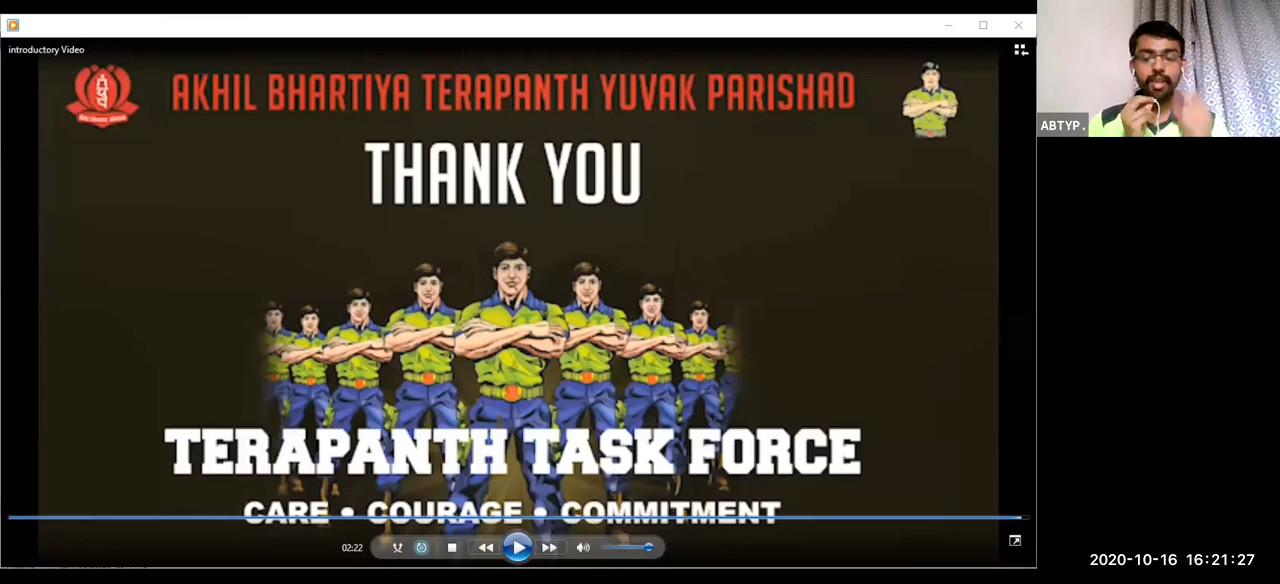 introductory Video
AKHIL BHARTIYA TERAPANTH YUVAK PARISHAD
THANK YOU
TERAPANTH TASK FORCE
CARE • COURAGE • COMMITMENT
02:22
ABTYP.
2020-10-16 16:21:27